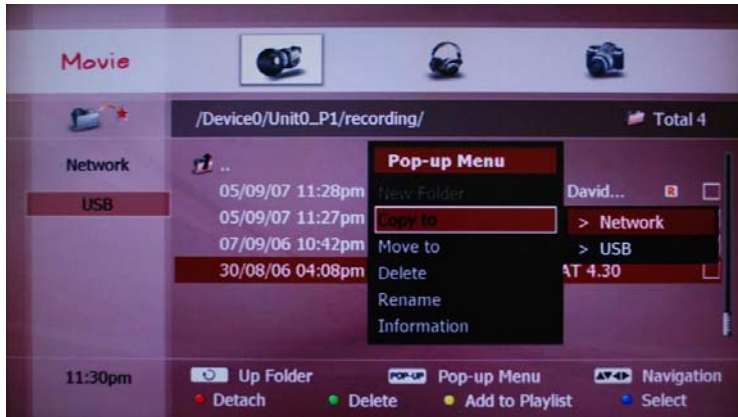 Movie
/Device0/Unit0_P1/recording/ Total 4
Network
USB
..
05/09/07 11:28pm David... R
05/09/07 11:27pm
07/09/06 10:42pm
30/08/06 04:08pm AT 4.30
Pop-up Menu
New Folder
Copy to
Move to
Delete
Rename
Information
> Network
> USB
11:30pm
Up Folder POP-UP Pop-up Menu Navigation
Detach Delete Add to Playlist Select